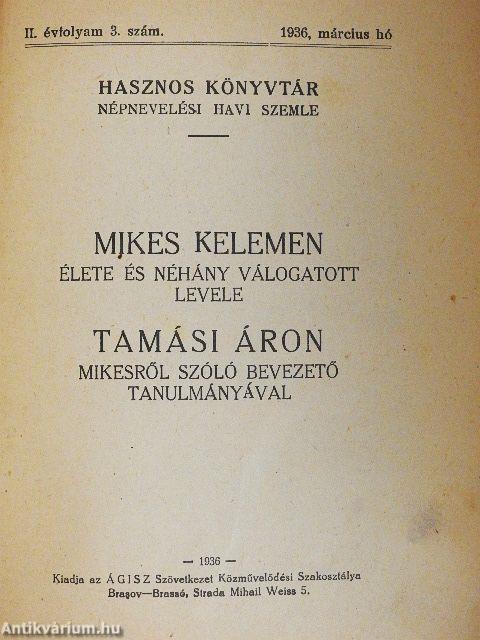 II. évfolyam 3. szám. 1936, március hó
HASZNOS KÖNYVTÁR
NÉPNEVELÉSI HAVI SZEMLE
MIKES KELEMEN
ÉLETE ÉS NÉHÁNY VÁLOGATOTT
LEVELE
TAMÁSI ÁRON
MIKESRŐL SZÓLÓ BEVEZETŐ
TANULMÁNYÁVAL
— 1936 —
Kiadja az ÁGISZ Szövetkezet Közművelődési Szakosztálya
Brașov—Brassó, Strada Mihail Weiss 5.
Antikvárium.hu